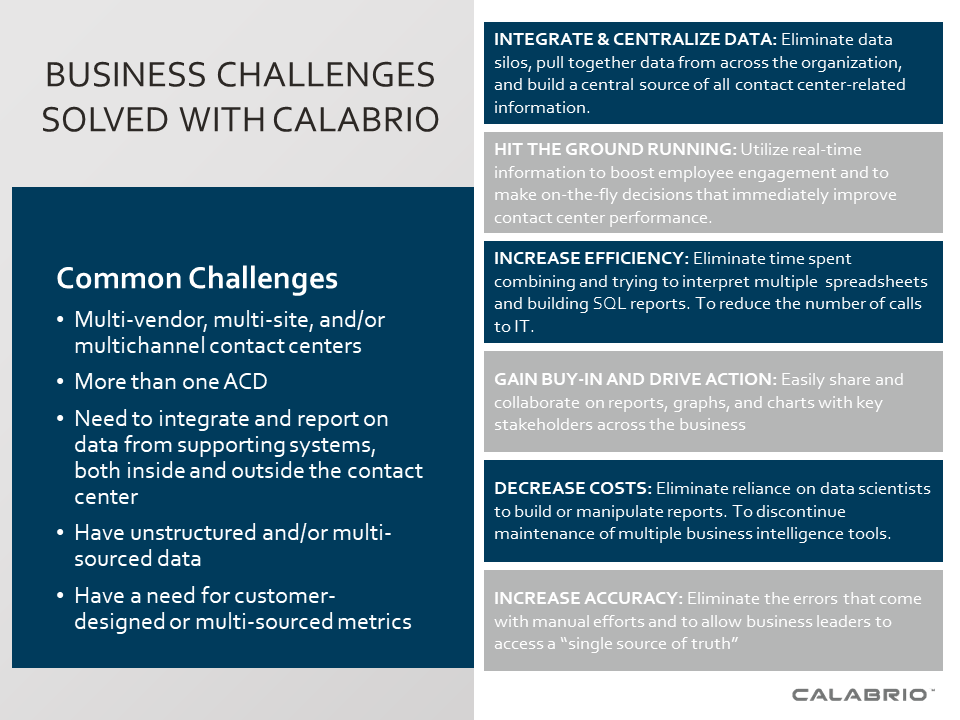 BUSINESS CHALLENGES
SOLVED WITH CALABRIO
Common Challenges
• Multi-vendor, multi-site, and/or
multichannel contact centers
• More than one ACD
• Need to integrate and report on
data from supporting systems,
both inside and outside the contact
center
• Have unstructured and/or multi-
sourced data
• Have a need for customer-
designed or multi-sourced metrics
INTEGRATE & CENTRALIZE DATA: Eliminate data
silos, pull together data from across the organization,
and build a central source of all contact center-related
information.
HIT THE GROUND RUNNING: Utilize real-time
information to boost employee engagement and to
make on-the-fly decisions that immediately improve
contact center performance.
INCREASE EFFICIENCY: Eliminate time spent
combining and trying to interpret multiple spreadsheets
and building SQL reports. To reduce the number of calls
to IT.
GAIN BUY-IN AND DRIVE ACTION: Easily share and
collaborate on reports, graphs, and charts with key
stakeholders across the business
DECREASE COSTS: Eliminate reliance on data scientists
to build or manipulate reports. To discontinue
maintenance of multiple business intelligence tools.
INCREASE ACCURACY: Eliminate the errors that come
with manual efforts and to allow business leaders to
access a “single source of truth”
CALABRIO™